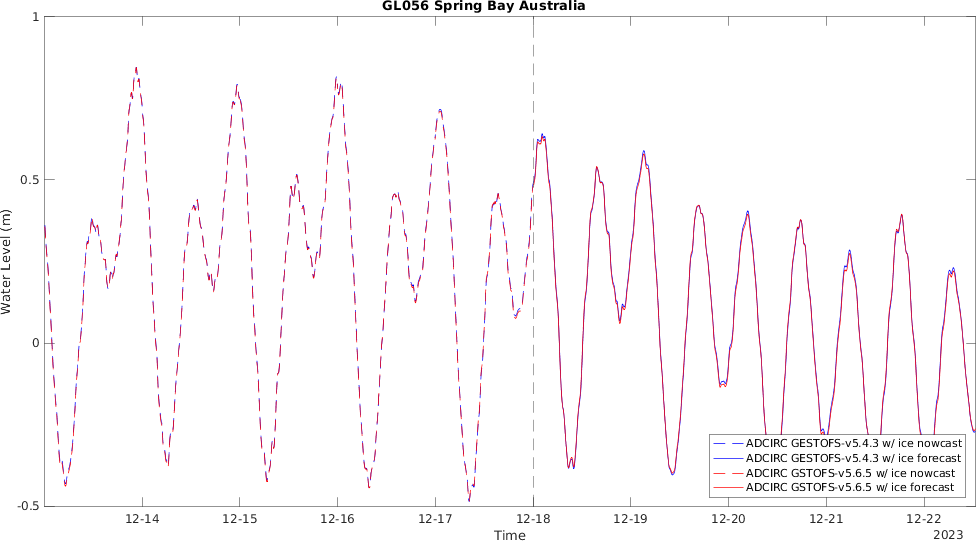 GL056 Spring Bay Australia
1
0.5
0
-0.5
Water Level (m)
12-14 12-15 12-16 12-17 12-18 12-19 12-20 12-21 12-22
Time
2023
ADCIRC GESTOFS-v5.4.3 w/ ice nowcast
ADCIRC GESTOFS-v5.4.3 w/ ice forecast
ADCIRC GSTOFS-v5.6.5 w/ ice nowcast
ADCIRC GSTOFS-v5.6.5 w/ ice forecast